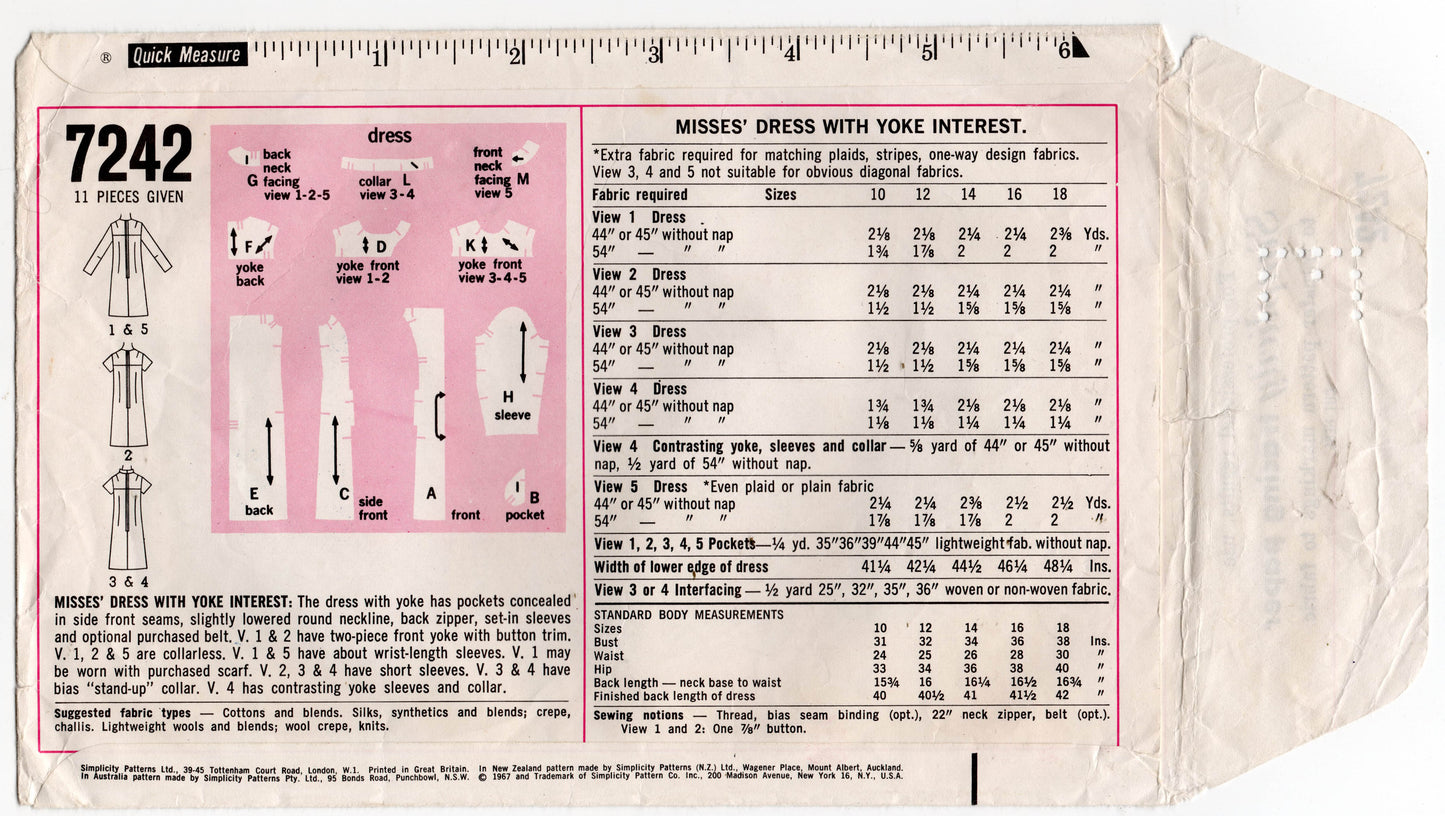 ® Quick Measure 1 2 3 4 5 6
7242
11 PIECES GIVEN
1 & 5
2
3 & 4
dress
back
neck
G facing
view 1-2-5
collar L
view 3-4
front
neck
facing M
view 5
F
yoke
back
D
yoke front
view 1-2
K
yoke front
view 3-4-5
E
back
C
side
front
A
front
H
sleeve
B
pocket
MISSES' DRESS WITH YOKE INTEREST: The dress with yoke has pockets concealed
in side front seams, slightly lowered round neckline, back zipper, set-in sleeves
and optional purchased belt. V. 1 & 2 have two-piece front yoke with button trim.
V. 1, 2 & 5 are collarless. V. 1 & 5 have about wrist-length sleeves. V. 1 may
be worn with purchased scarf. V. 2, 3 & 4 have short sleeves. V. 3 & 4 have
bias "stand-up" collar. V. 4 has contrasting yoke sleeves and collar.
Suggested fabric types — Cottons and blends. Silks, synthetics and blends; crepe,
challis. Lightweight wools and blends; wool crepe, knits.
MISSES' DRESS WITH YOKE INTEREST.
*Extra fabric required for matching plaids, stripes, one-way design fabrics.
View 3, 4 and 5 not suitable for obvious diagonal fabrics.
Fabric required Sizes 10 12 14 16 18
View 1 Dress
44" or 45" without nap 2⅛ 2⅛ 2¼ 2¼ 2⅜ Yds.
54" — " " 1¾ 1⅞ 2 2 2 "
View 2 Dress
44" or 45" without nap 2⅛ 2⅛ 2¼ 2¼ 2¼ "
54" — " " 1½ 1½ 1⅝ 1⅝ 1⅝ "
View 3 Dress
44" or 45" without nap 2⅛ 2⅛ 2¼ 2¼ 2¼ "
54" — " " 1½ 1½ 1⅝ 1⅝ 1⅝ "
View 4 Dress
44" or 45" without nap 1¾ 1¾ 2⅛ 2⅛ 2⅛ "
54" — " " 1⅛ 1⅛ 1¼ 1¼ 1¼ "
View 4 Contrasting yoke, sleeves and collar — ⅝ yard of 44" or 45" without
nap, ½ yard of 54" without nap.
View 5 Dress *Even plaid or plain fabric
44" or 45" without nap 2¼ 2¼ 2⅜ 2½ 2½ Yds.
54" — " " 1⅞ 1⅞ 1⅞ 2 2 "
View 1, 2, 3, 4, 5 Pockets—¼ yd. 35"36"39"44"45" lightweight fab. without nap.
Width of lower edge of dress 41¼ 42¼ 44½ 46¼ 48¼ Ins.
View 3 or 4 Interfacing — ½ yard 25", 32", 35", 36" woven or non-woven fabric.
STANDARD BODY MEASUREMENTS
Sizes 10 12 14 16 18
Bust 31 32 34 36 38 Ins.
Waist 24 25 26 28 30 "
Hip 33 34 36 38 40 "
Back length — neck base to waist 15¾ 16 16¼ 16½ 16¾ "
Finished back length of dress 40 40½ 41 41½ 42 "
Sewing notions — Thread, bias seam binding (opt.), 22" neck zipper, belt (opt.).
View 1 and 2: One ⅞" button.
Simplicity Patterns Ltd., 39-45 Tottenham Court Road, London, W.1. Printed in Great Britain. In New Zealand pattern made by Simplicity Patterns (N.Z.) Ltd., Wagener Place, Mount Albert, Auckland.
In Australia pattern made by Simplicity Patterns Pty. Ltd., 95 Bonds Road, Punchbowl, N.S.W. © 1967 and Trademark of Simplicity Pattern Co. Inc., 200 Madison Avenue, New York 16, N.Y., U.S.A.